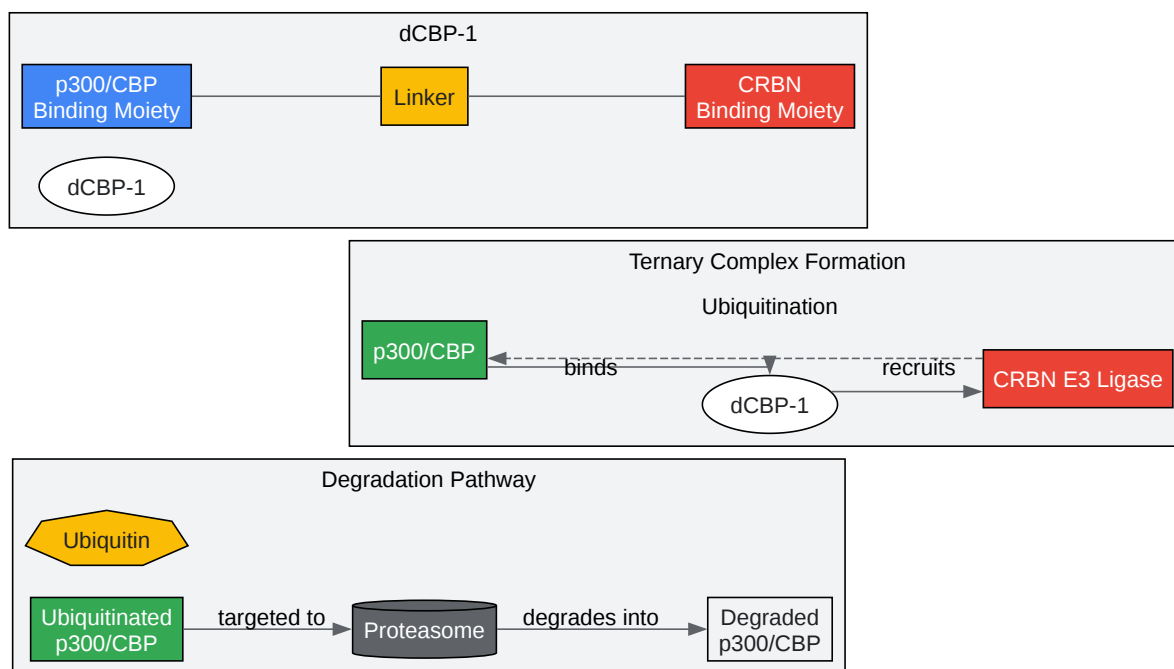 dCBP-1
p300/CBP
Binding Moiety
Linker
CRBN
Binding Moiety
dCBP-1
Ternary Complex Formation
Ubiquitination
p300/CBP
binds
dCBP-1
recruits
CRBN E3 Ligase
Degradation Pathway
Ubiquitin
Ubiquitinated
p300/CBP
targeted to
Proteasome
degrades into
Degraded
p300/CBP